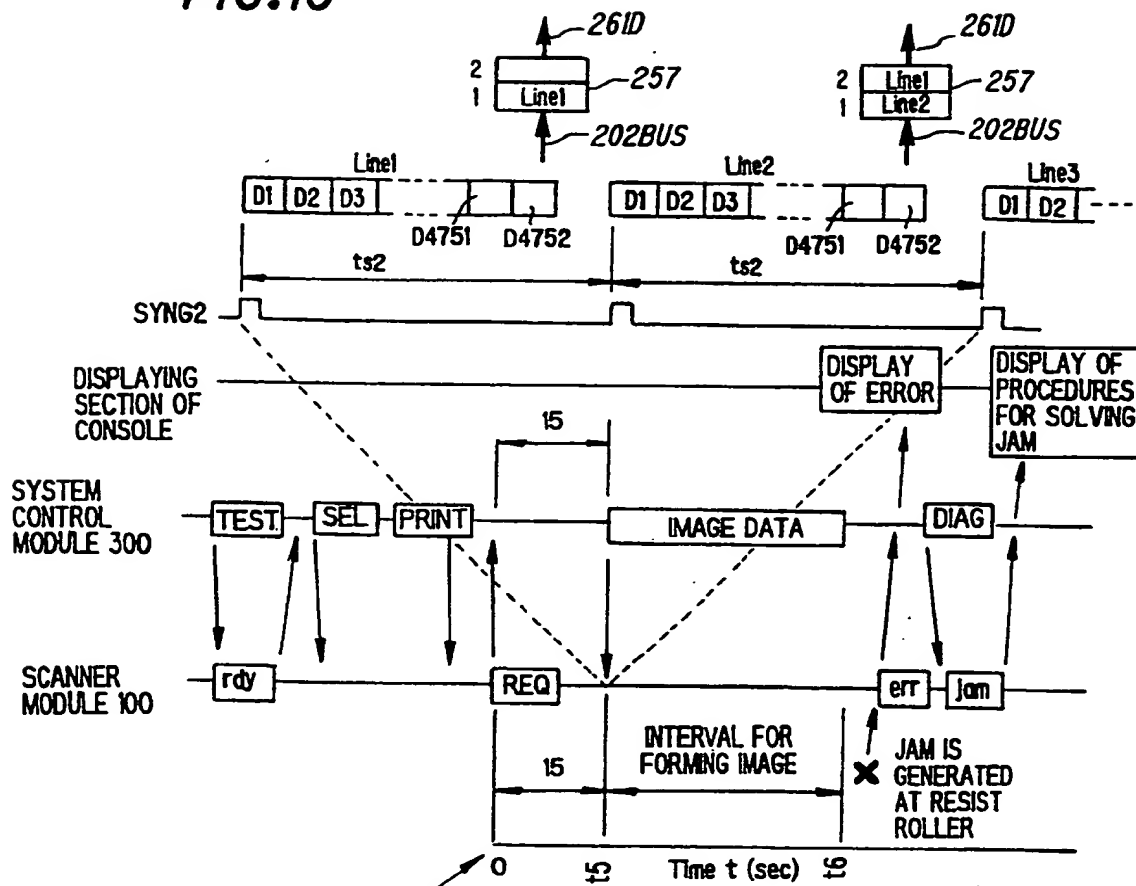 261D
261D
2
257
2
Line1
257
1
Line1
1
Line2
202BUS
202BUS
Line1
Line2
Line3
D1
D2
D3
D1
D2
D3
D1
D2
D4751
D4752
D4751
D4752
ts2
ts2
SYNG2
DISPLAYING
SECTION OF
CONSOLE
DISPLAY
OF ERROR
DISPLAY OF
PROCEDURES
FOR SOLVING
JAM
15
SYSTEM
CONTROL
MODULE 300
TEST
SEL
PRINT
IMAGE DATA
DIAG
SCANNER
MODULE 100
rdy
REQ
err
jam
15
INTERVAL FOR
FORMING IMAGE
JAM IS
GENERATED
AT RESIST
ROLLER
0
t5
Time t (sec)
t6